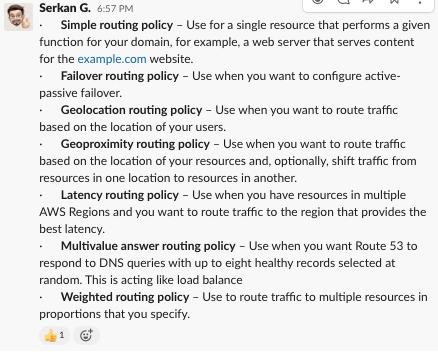 Serkan G. 6:57 PM
· Simple routing policy – Use for a single resource that performs a given
function for your domain, for example, a web server that serves content
for the example.com website.
· Failover routing policy – Use when you want to configure active-
passive failover.
· Geolocation routing policy – Use when you want to route traffic
based on the location of your users.
· Geoproximity routing policy – Use when you want to route traffic
based on the location of your resources and, optionally, shift traffic from
resources in one location to resources in another.
· Latency routing policy – Use when you have resources in multiple
AWS Regions and you want to route traffic to the region that provides the
best latency.
· Multivalue answer routing policy – Use when you want Route 53 to
respond to DNS queries with up to eight healthy records selected at
random. This is acting like load balance
· Weighted routing policy – Use to route traffic to multiple resources in
proportions that you specify.
1